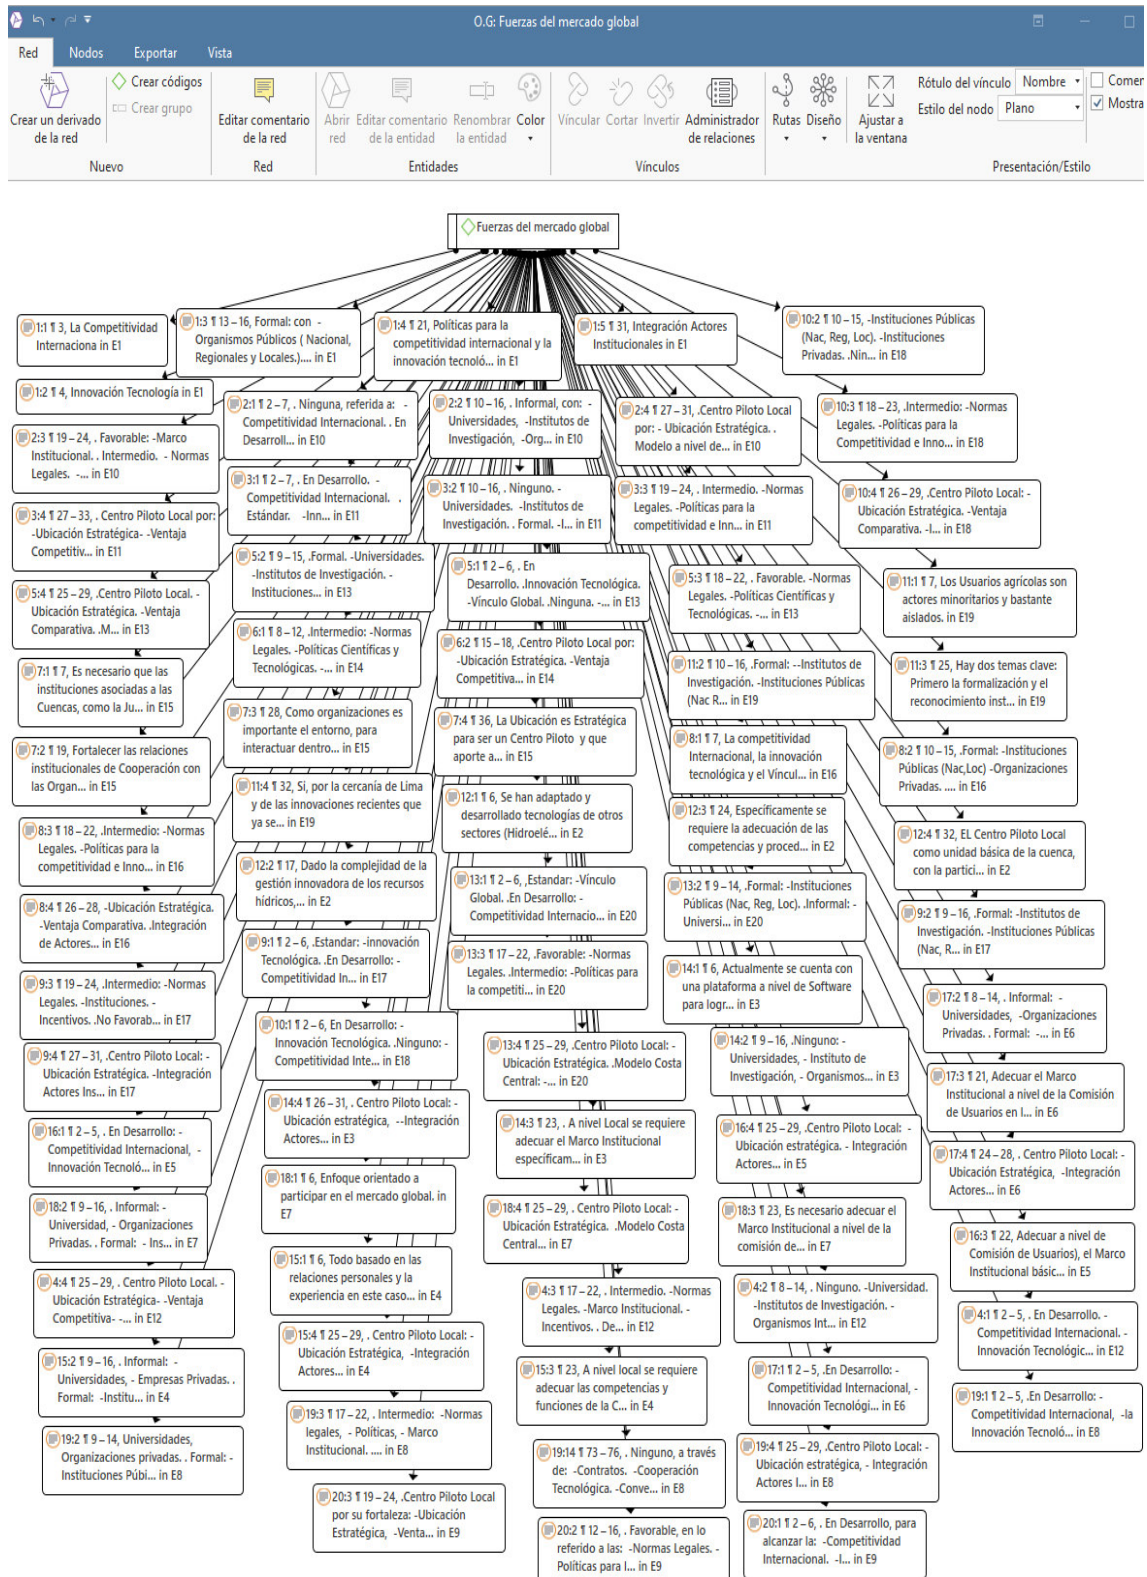 O.G: Fuerzas del mercado global
Red Nodos Exportar Vista
Crear un derivado
de la red
Crear códigos
Crear grupo
Nuevo
Editar comentario
de la red
Red
Abrir
red
Editar comentario
de la entidad
Renombrar
la entidad
Color
Entidades
Víncular
Cortar
Invertir
Administrador
de relaciones
Vínculos
Rutas
Diseño
Ajustar a
la ventana
Rótulo del vínculo Nombre
Estilo del nodo Plano
Comen
Mostra
Presentación/Estilo
Fuerzas del mercado global
1:1 ¶ 3, La Competitividad
Internaciona in E1
1:3 ¶ 13 – 16, Formal: con -
Organismos Públicos ( Nacional,
Regionales y Locales.).... in E1
1:4 ¶ 21, Políticas para la
competitividad internacional y la
innovación tecnoló... in E1
1:5 ¶ 31, Integración Actores
Institucionales in E1
10:2 ¶ 10 – 15, -Instituciones Públicas
(Nac, Reg, Loc). -Instituciones
Privadas. .Nin... in E18
1:2 ¶ 4, Innovación Tecnología in E1
2:1 ¶ 2 – 7, . Ninguna, referida a: -
Competitividad Internacional. . En
Desarroll... in E10
2:2 ¶ 10 – 16, . Informal, con: -
Universidades, -Institutos de
Investigación, -Org... in E10
2:4 ¶ 27 – 31, .Centro Piloto Local
por: - Ubicación Estratégica. .
Modelo a nivel de... in E10
10:3 ¶ 18 – 23, .Intermedio: -Normas
Legales. -Políticas para la
Competitividad e Inno... in E18
2:3 ¶ 19 – 24, . Favorable: -Marco
Institucional. . Intermedio. - Normas
Legales. -... in E10
3:1 ¶ 2 – 7, . En Desarrollo. -
Competitividad Internacional. .
Estándar. -Inn... in E11
3:2 ¶ 10 – 16, . Ninguno. -
Universidades. -Institutos de
Investigación. . Formal. -I... in E11
3:3 ¶ 19 – 24, . Intermedio. -Normas
Legales. -Políticas para la
competitividad e Inn... in E11
10:4 ¶ 26 – 29, .Centro Piloto Local: -
Ubicación Estratégica. -Ventaja
Comparativa. -I... in E18
3:4 ¶ 27 – 33, . Centro Piloto Local por:
-Ubicación Estratégica- -Ventaja
Competitiv... in E11
5:2 ¶ 9 – 15, .Formal. -Universidades.
-Institutos de Investigación. -
Instituciones... in E13
5:1 ¶ 2 – 6, . En
Desarrollo. .Innovación Tecnológica.
-Vínculo Global. .Ninguna. -... in E13
5:3 ¶ 18 – 22, . Favorable. -Normas
Legales. -Políticas Científicas y
Tecnológicas. -... in E13
11:1 ¶ 7, Los Usuarios agrícolas son
actores minoritarios y bastante
aislados. in E19
5:4 ¶ 25 – 29, .Centro Piloto Local. -
Ubicación Estratégica. -Ventaja
Comparativa. .M... in E13
6:1 ¶ 8 – 12, .Intermedio: -Normas
Legales -Políticas Científicas y
Tecnológicas. -... in E14
6:2 ¶ 15 – 18, .Centro Piloto Local por:
-Ubicación Estratégica. -Ventaja
Competitiva... in E14
11:2 ¶ 10 – 16, .Formal: --Institutos de
Investigación. -Instituciones Públicas
(Nac R... in E19
11:3 ¶ 25, Hay dos temas clave:
Primero la formalización y el
reconocimiento inst... in E19
7:1 ¶ 7, Es necesario que las
instituciones asociadas a las
Cuencas, como la Ju... in E15
7:3 ¶ 28, Como organizaciones es
importante el entorno, para
interactuar dentro... in E15
7:4 ¶ 36, La Ubicación es Estratégica
para ser un Centro Piloto y que
aporte a... in E15
8:1 ¶ 7, La competitividad
Internacional, la innovación
tecnológica y el Víncul... in E16
8:2 ¶ 10 – 15, .Formal: -Instituciones
Públicas (Nac,Loc) -Organizaciones
Privadas. .... in E16
7:2 ¶ 19, Fortalecer las relaciones
institucionales de Cooperación con
las Organ... in E15
11:4 ¶ 32, Si, por la cercanía de Lima
y de las innovaciones recientes que
ya se... in E19
12:1 ¶ 6, Se han adaptado y
desarrollado tecnologías de otros
sectores (Hidroelé... in E2
12:3 ¶ 24, Específicamente se
requiere la adecuación de las
competencias y proced... in E2
12:4 ¶ 32, EL Centro Piloto Local
como unidad básica de la cuenca,
con la partici... in E2
8:3 ¶ 18 – 22, .Intermedio: -Normas
Legales. -Políticas para la
competitividad e Inno... in E16
12:2 ¶ 17, Dado la complejidad de la
gestión innovadora de los recursos
hídricos,... in E2
13:1 ¶ 2 – 6, .Estandar: -Vínculo
Global. .En Desarrollo: -
Competitividad Internacio... in E20
13:2 ¶ 9 – 14, .Formal: -Instituciones
Públicas (Nac, Reg, Loc). .Informal: -
Universi... in E20
9:2 ¶ 9 – 16, .Formal: -Institutos de
Investigación. -Instituciones Públicas
(Nac, R... in E17
8:4 ¶ 26 – 28, -Ubicación Estratégica.
-Ventaja Comparativa. .Integración
de Actores... in E16
9:1 ¶ 2 – 6, .Estandar: -innovación
Tecnológica. .En Desarrollo: -
Competitividad In... in E17
13:3 ¶ 17 – 22, .Favorable: -Normas
Legales. .Intermedio: -Políticas para
la competiti... in E20
14:1 ¶ 6, Actualmente se cuenta con
una plataforma a nivel de Software
para logr... in E3
17:2 ¶ 8 – 14, . Informal: -
Universidades, -Organizaciones
Privadas. . Formal: -... in E6
9:3 ¶ 19 – 24, .Intermedio: -Normas
Legales. -Instituciones. -
Incentivos. .No Favorab... in E17
10:1 ¶ 2 – 6, En Desarrollo: -
Innovación Tecnológica. .Ninguno: -
Competitividad Inte... in E18
13:4 ¶ 25 – 29, .Centro Piloto Local: -
Ubicación Estratégica. .Modelo Costa
Central: -... in E20
14:2 ¶ 9 – 16, .Ninguno: -
Universidades, - Instituto de
Investigación, - Organismos... in E3
17:3 ¶ 21, Adecuar el Marco
Institucional a nivel de la Comisión
de Usuarios en l... in E6
9:4 ¶ 27 – 31, .Centro Piloto Local: -
Ubicación Estratégica. -Integración
Actores Ins... in E17
14:4 ¶ 26 – 31, . Centro Piloto Local: -
Ubicación estratégica, --Integración
Actores... in E3
14:3 ¶ 23, . A nivel Local se requiere
adecuar el Marco Institucional
específicam... in E3
16:4 ¶ 25 – 29, .Centro Piloto Local: -
Ubicación estratégica. - Integración
Actores... in E5
17:4 ¶ 24 – 28, .Centro Piloto Local: -
Ubicación Estratégica, -Integración
Actores... in E6
16:1 ¶ 2 – 5, . En Desarrollo: -
Competitividad Internacional, -
Innovación Tecnoló... in E5
18:1 ¶ 6, Enfoque orientado a
participar en el mercado global. in
E7
18:4 ¶ 25 – 29, . Centro Piloto Local: -
Ubicación Estratégica. .Modelo Costa
Central... in E7
18:3 ¶ 23, Es necesario adecuar el
Marco Institucional a nivel de la
comisión de... in E7
16:3 ¶ 22, Adecuar a nivel de
Comisión de Usuarios), el Marco
Institucional básic... in E5
18:2 ¶ 9 – 16, . Informal: -
Universidad, - Organizaciones
Privadas. . Formal: - Ins... in E7
15:1 ¶ 6, Todo basado en las
relaciones personales y la
experiencia en este caso... in E4
4:3 ¶ 17 – 22, . Intermedio. -Normas
Legales. -Marco Institucional. -
Incentivos. . De... in E12
4:2 ¶ 8 – 14, . Ninguno. -Universidad.
-Institutos de Investigación. -
Organismos Int... in E12
4:1 ¶ 2 – 5, . En Desarrollo. -
Competitividad Internacional. -
Innovación Tecnológic... in E12
4:4 ¶ 25 – 29, . Centro Piloto Local. -
Ubicación Estratégica- -Ventaja
Competitiva- -... in E12
15:4 ¶ 25 – 29, . Centro Piloto Local: -
Ubicación Estratégica, -Integración
Actores... in E4
15:3 ¶ 23, A nivel local se requiere
adecuar las competencias y
funciones de la C... in E4
17:1 ¶ 2 – 5, .En Desarrollo: -
Competitividad Internacional, -
Innovación Tecnológi... in E6
19:1 ¶ 2 – 5, .En Desarrollo: -
Competitividad Internacional, -la
Innovación Tecnoló... in E8
15:2 ¶ 9 – 16, . Informal: -
Universidades, - Empresas Privadas. .
Formal: -Institu... in E4
19:3 ¶ 17 – 22, . Intermedio: -Normas
legales, - Políticas, - Marco
Institucional. .... in E8
19:14 ¶ 73 – 76, . Ninguno, a través
de: -Contratos. -Cooperación
Tecnológica. -Conve... in E8
19:4 ¶ 25 – 29, .Centro Piloto Local: -
Ubicación estratégica, - Integración
Actores I... in E8
19:2 ¶ 9 – 14, Universidades,
Organizaciones privadas. . Formal: -
Instituciones Públi... in E8
20:3 ¶ 19 – 24, .Centro Piloto Local
por su fortaleza: -Ubicación
Estratégica, -Venta... in E9
20:2 ¶ 12 – 16, . Favorable, en lo
referido a las: -Normas Legales. -
Políticas para l... in E9
20:1 ¶ 2 – 6, . En Desarrollo, para
alcanzar la: -Competitividad
Internacional. -I... in E9